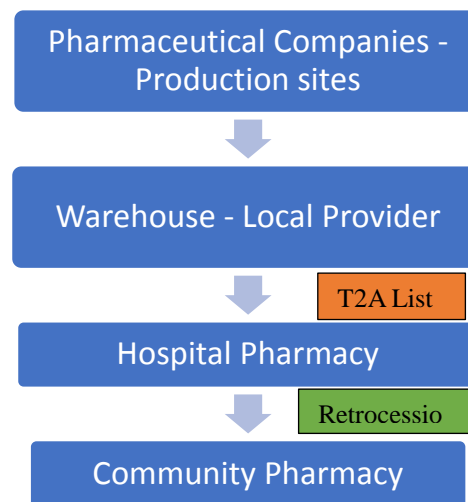 Pharmaceutical Companies -
Production sites
Warehouse - Local Provider
T2A List
Hospital Pharmacy
Retrocessio
Community Pharmacy